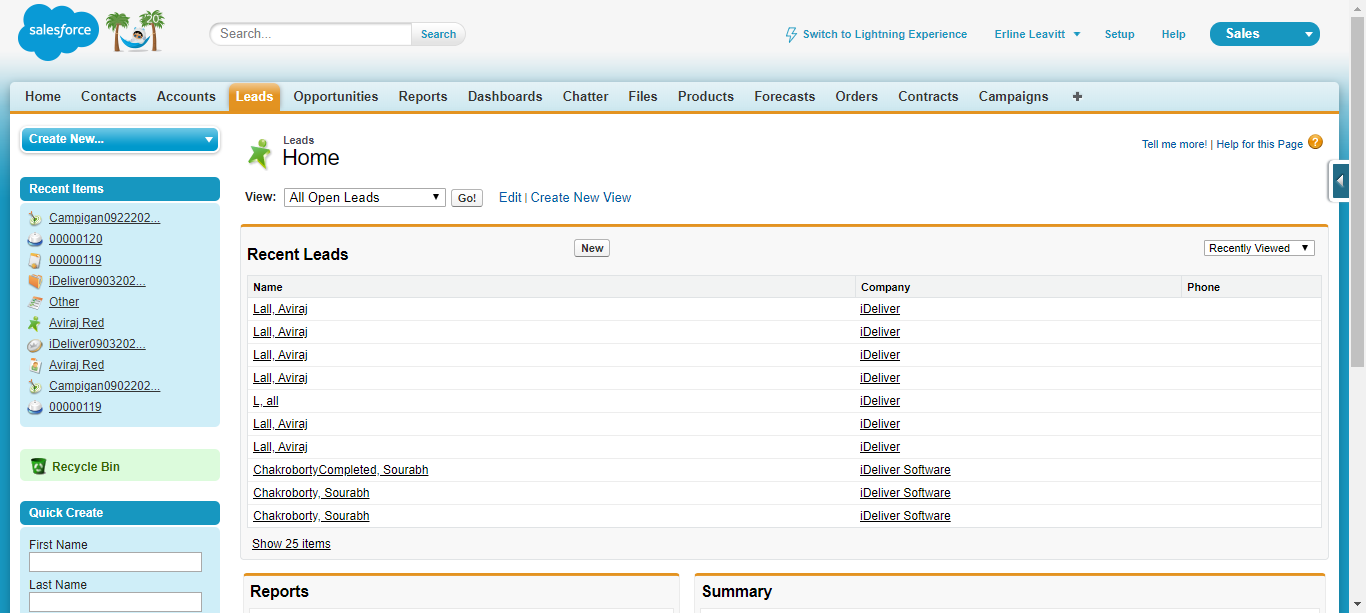 salesforce
20
Search...
Search
Switch to Lightning Experience
Erline Leavitt
Setup
Help
Sales
Home Contacts Accounts Leads Opportunities Reports Dashboards Chatter Files Products Forecasts Orders Contracts Campaigns +
Create New...
Recent Items
Campigan0922202...
00000120
00000119
iDeliver0903202...
Other
Aviraj Red
iDeliver0903202...
Aviraj Red
Campigan0902202...
00000119
Recycle Bin
Quick Create
First Name
Last Name
Leads
Home
Tell me more! | Help for this Page ?
View: All Open Leads Go! Edit | Create New View
Recent Leads New Recently Viewed
Name Company Phone
Lall, Aviraj iDeliver
Lall, Aviraj iDeliver
Lall, Aviraj iDeliver
Lall, Aviraj iDeliver
L, all iDeliver
Lall, Aviraj iDeliver
Lall, Aviraj iDeliver
ChakrobortyCompleted, Sourabh iDeliver Software
Chakroborty, Sourabh iDeliver Software
Chakroborty, Sourabh iDeliver Software
Show 25 items
Reports
Summary